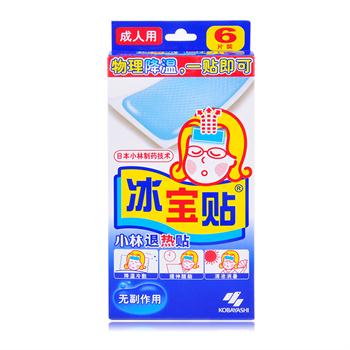 成人用
6
片装
物理降温，一贴即可
日本小林制药技术
冰宝贴®
小林退热贴
降温冷敷
提神醒脑
清凉消暑
无副作用
KOBAYASHI